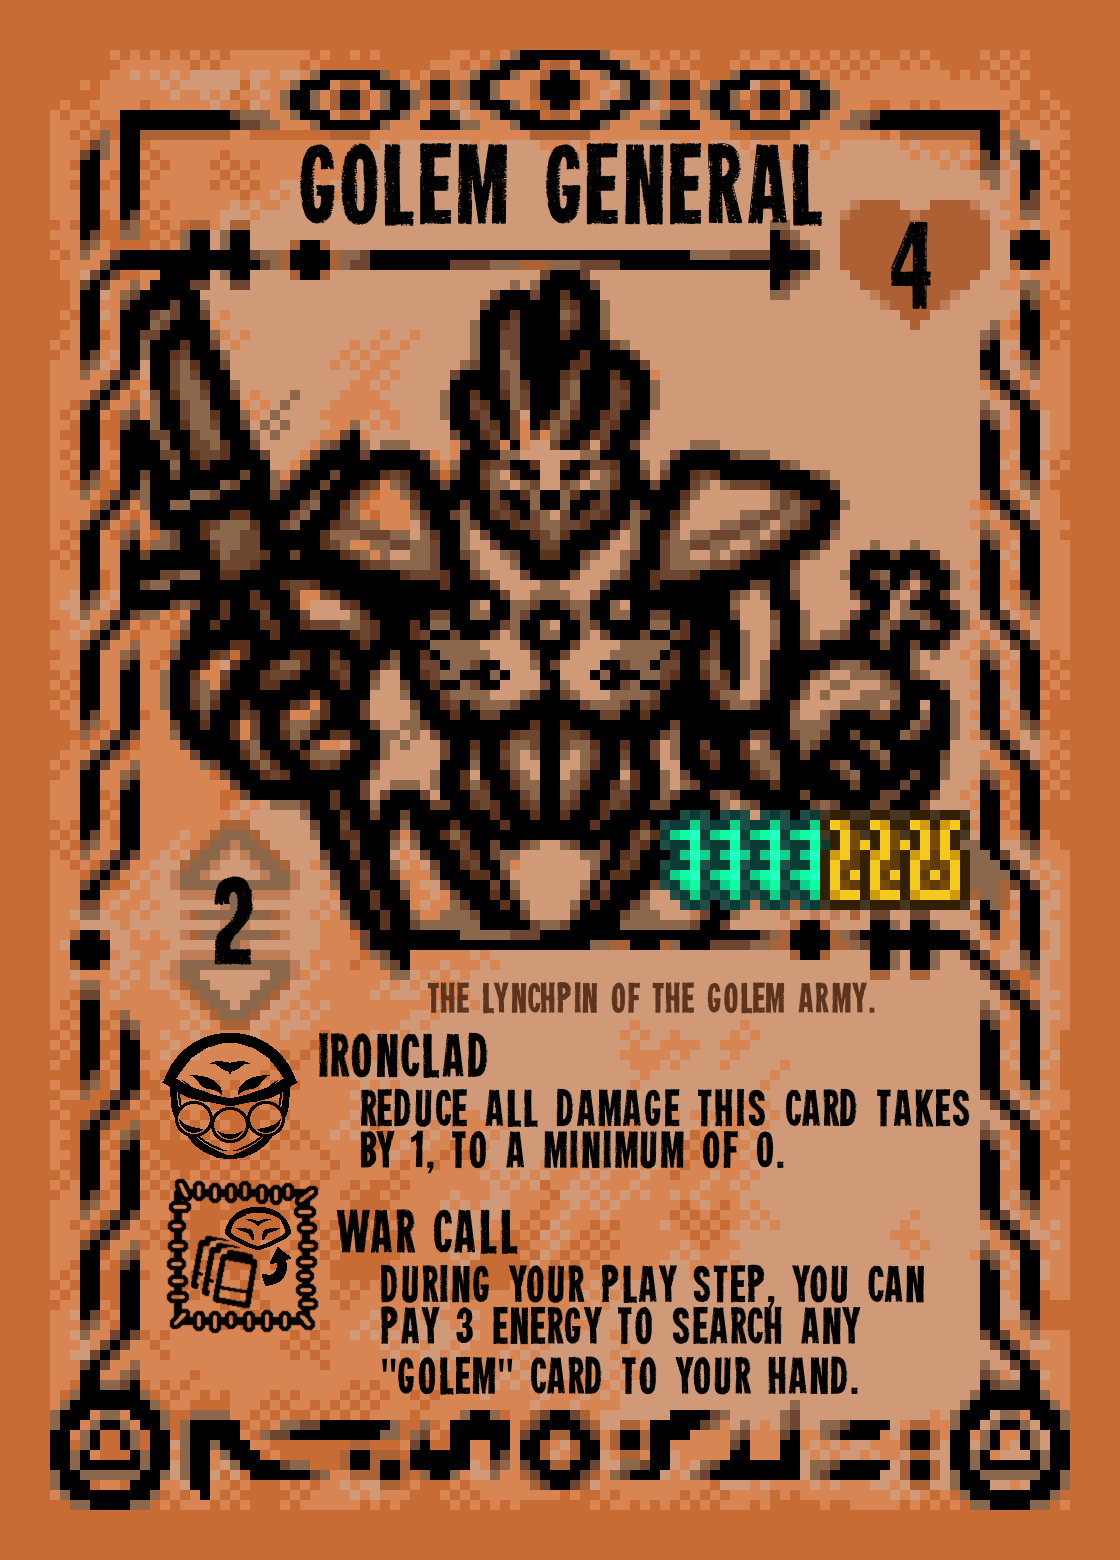 GOLEM GENERAL
4
2
THE LYNCHPIN OF THE GOLEM ARMY.
IRONCLAD
REDUCE ALL DAMAGE THIS CARD TAKES
BY 1, TO A MINIMUM OF 0.
WAR CALL
DURING YOUR PLAY STEP, YOU CAN
PAY 3 ENERGY TO SEARCH ANY
"GOLEM" CARD TO YOUR HAND.